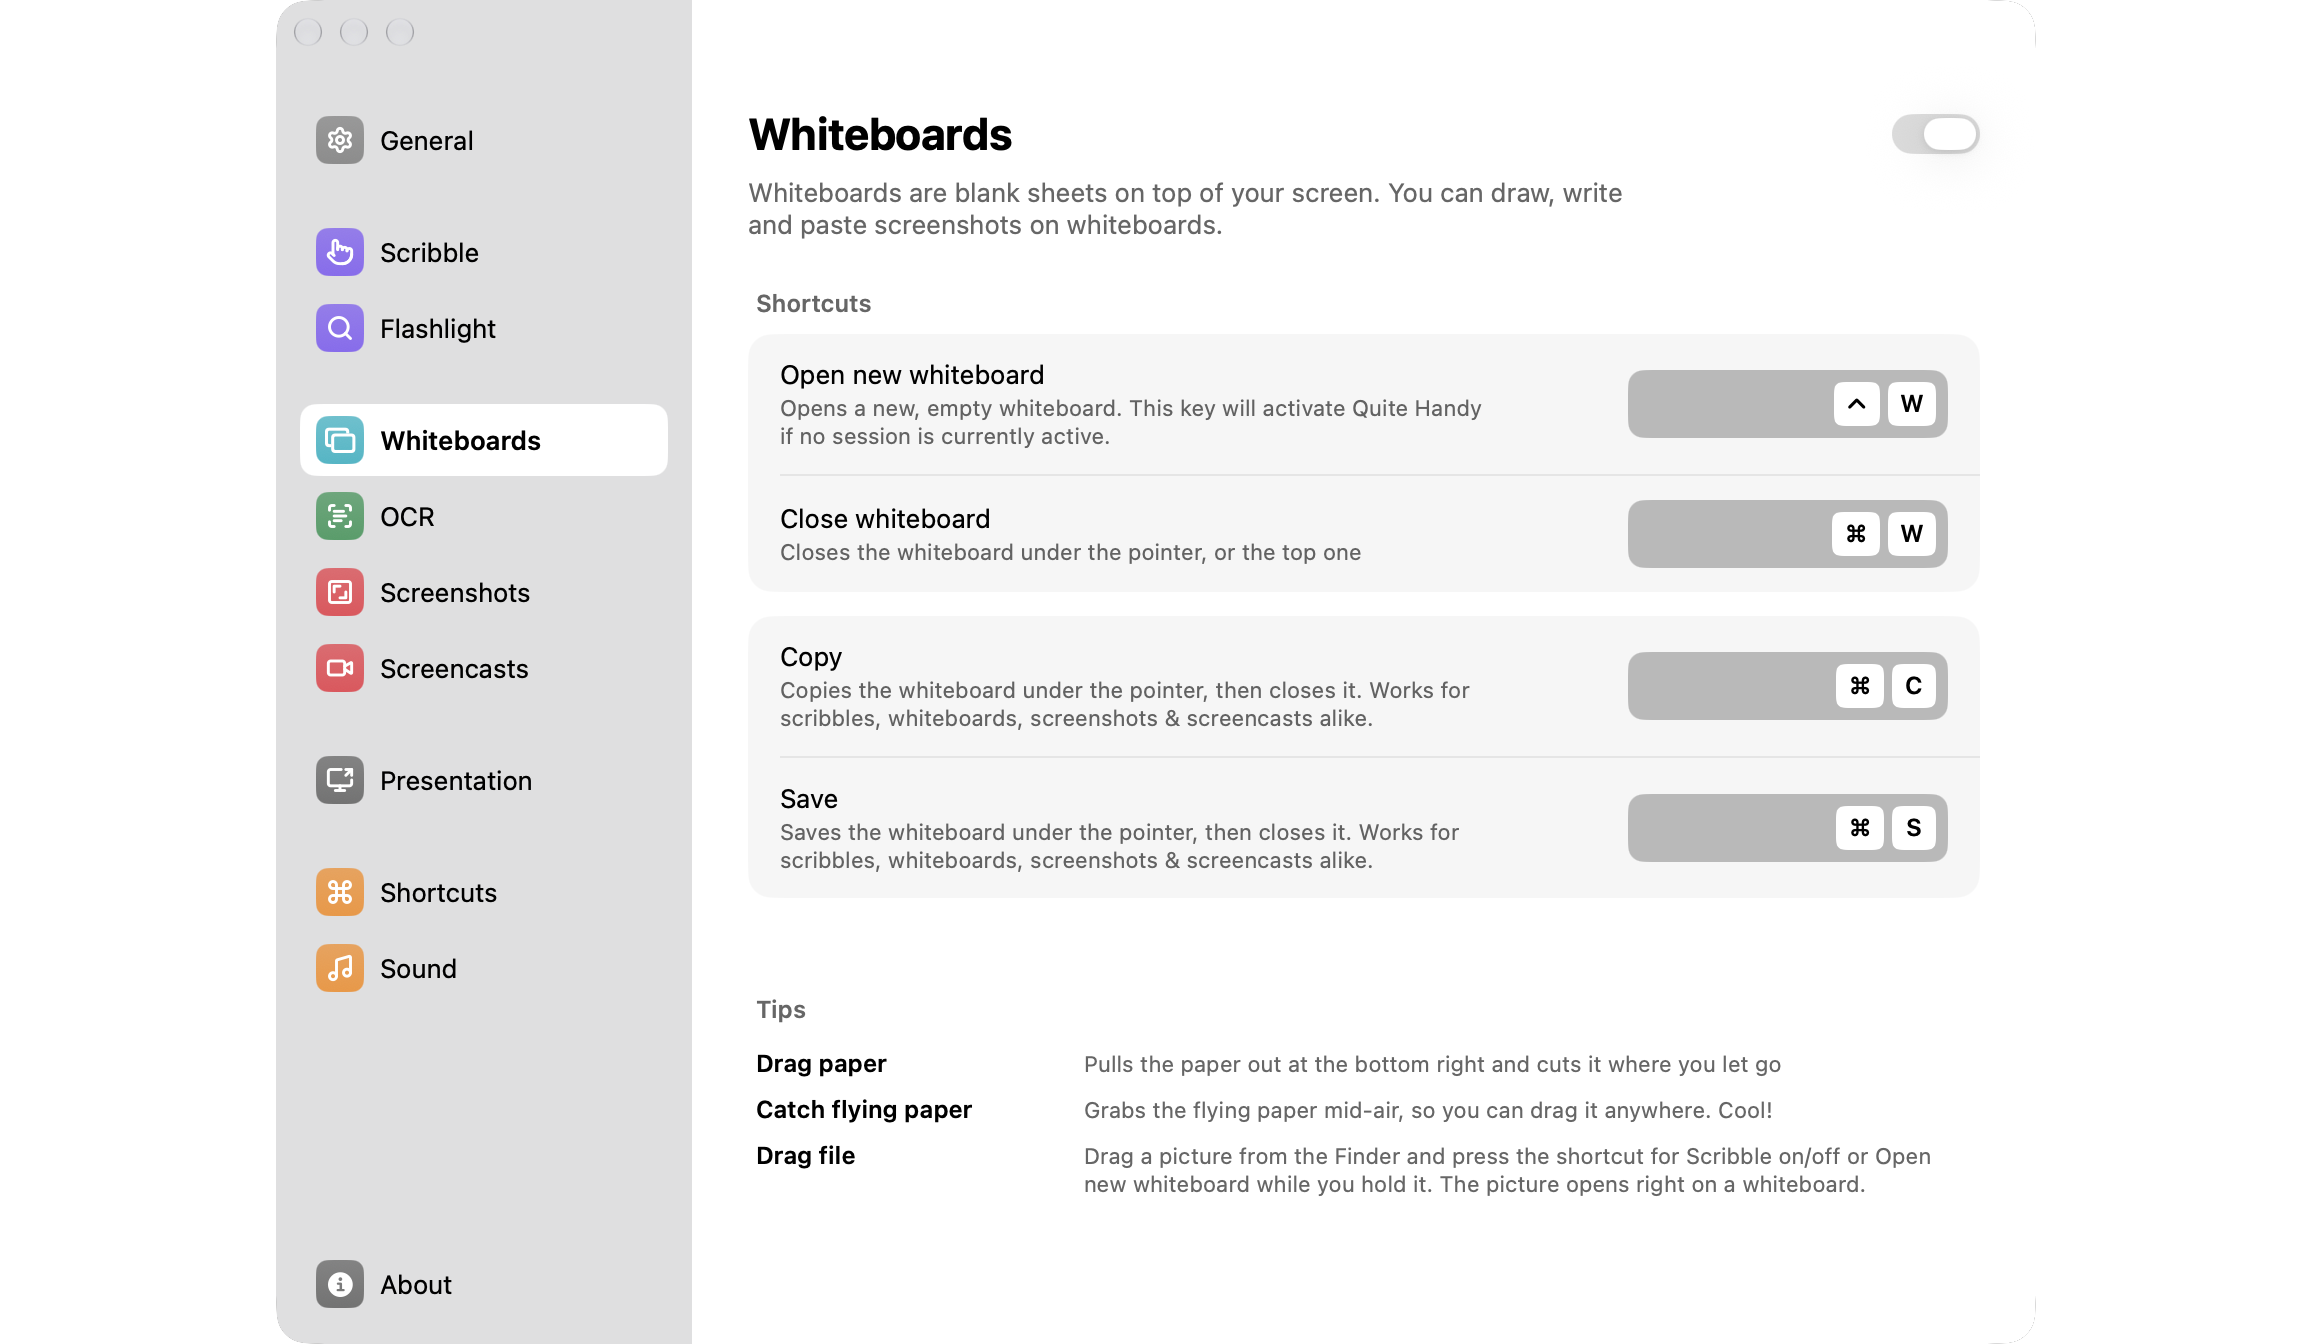 General
Scribble
Flashlight
Whiteboards
OCR
Screenshots
Screencasts
Presentation
Shortcuts
Sound
About
Whiteboards
Whiteboards are blank sheets on top of your screen. You can draw, write
and paste screenshots on whiteboards.
Shortcuts
Open new whiteboard
Opens a new, empty whiteboard. This key will activate Quite Handy
if no session is currently active.
⌃ W
Close whiteboard
Closes the whiteboard under the pointer, or the top one
⌘ W
Copy
Copies the whiteboard under the pointer, then closes it. Works for
scribbles, whiteboards, screenshots & screencasts alike.
⌘ C
Save
Saves the whiteboard under the pointer, then closes it. Works for
scribbles, whiteboards, screenshots & screencasts alike.
⌘ S
Tips
Drag paper
Pulls the paper out at the bottom right and cuts it where you let go
Catch flying paper
Grabs the flying paper mid-air, so you can drag it anywhere. Cool!
Drag file
Drag a picture from the Finder and press the shortcut for Scribble on/off or Open
new whiteboard while you hold it. The picture opens right on a whiteboard.